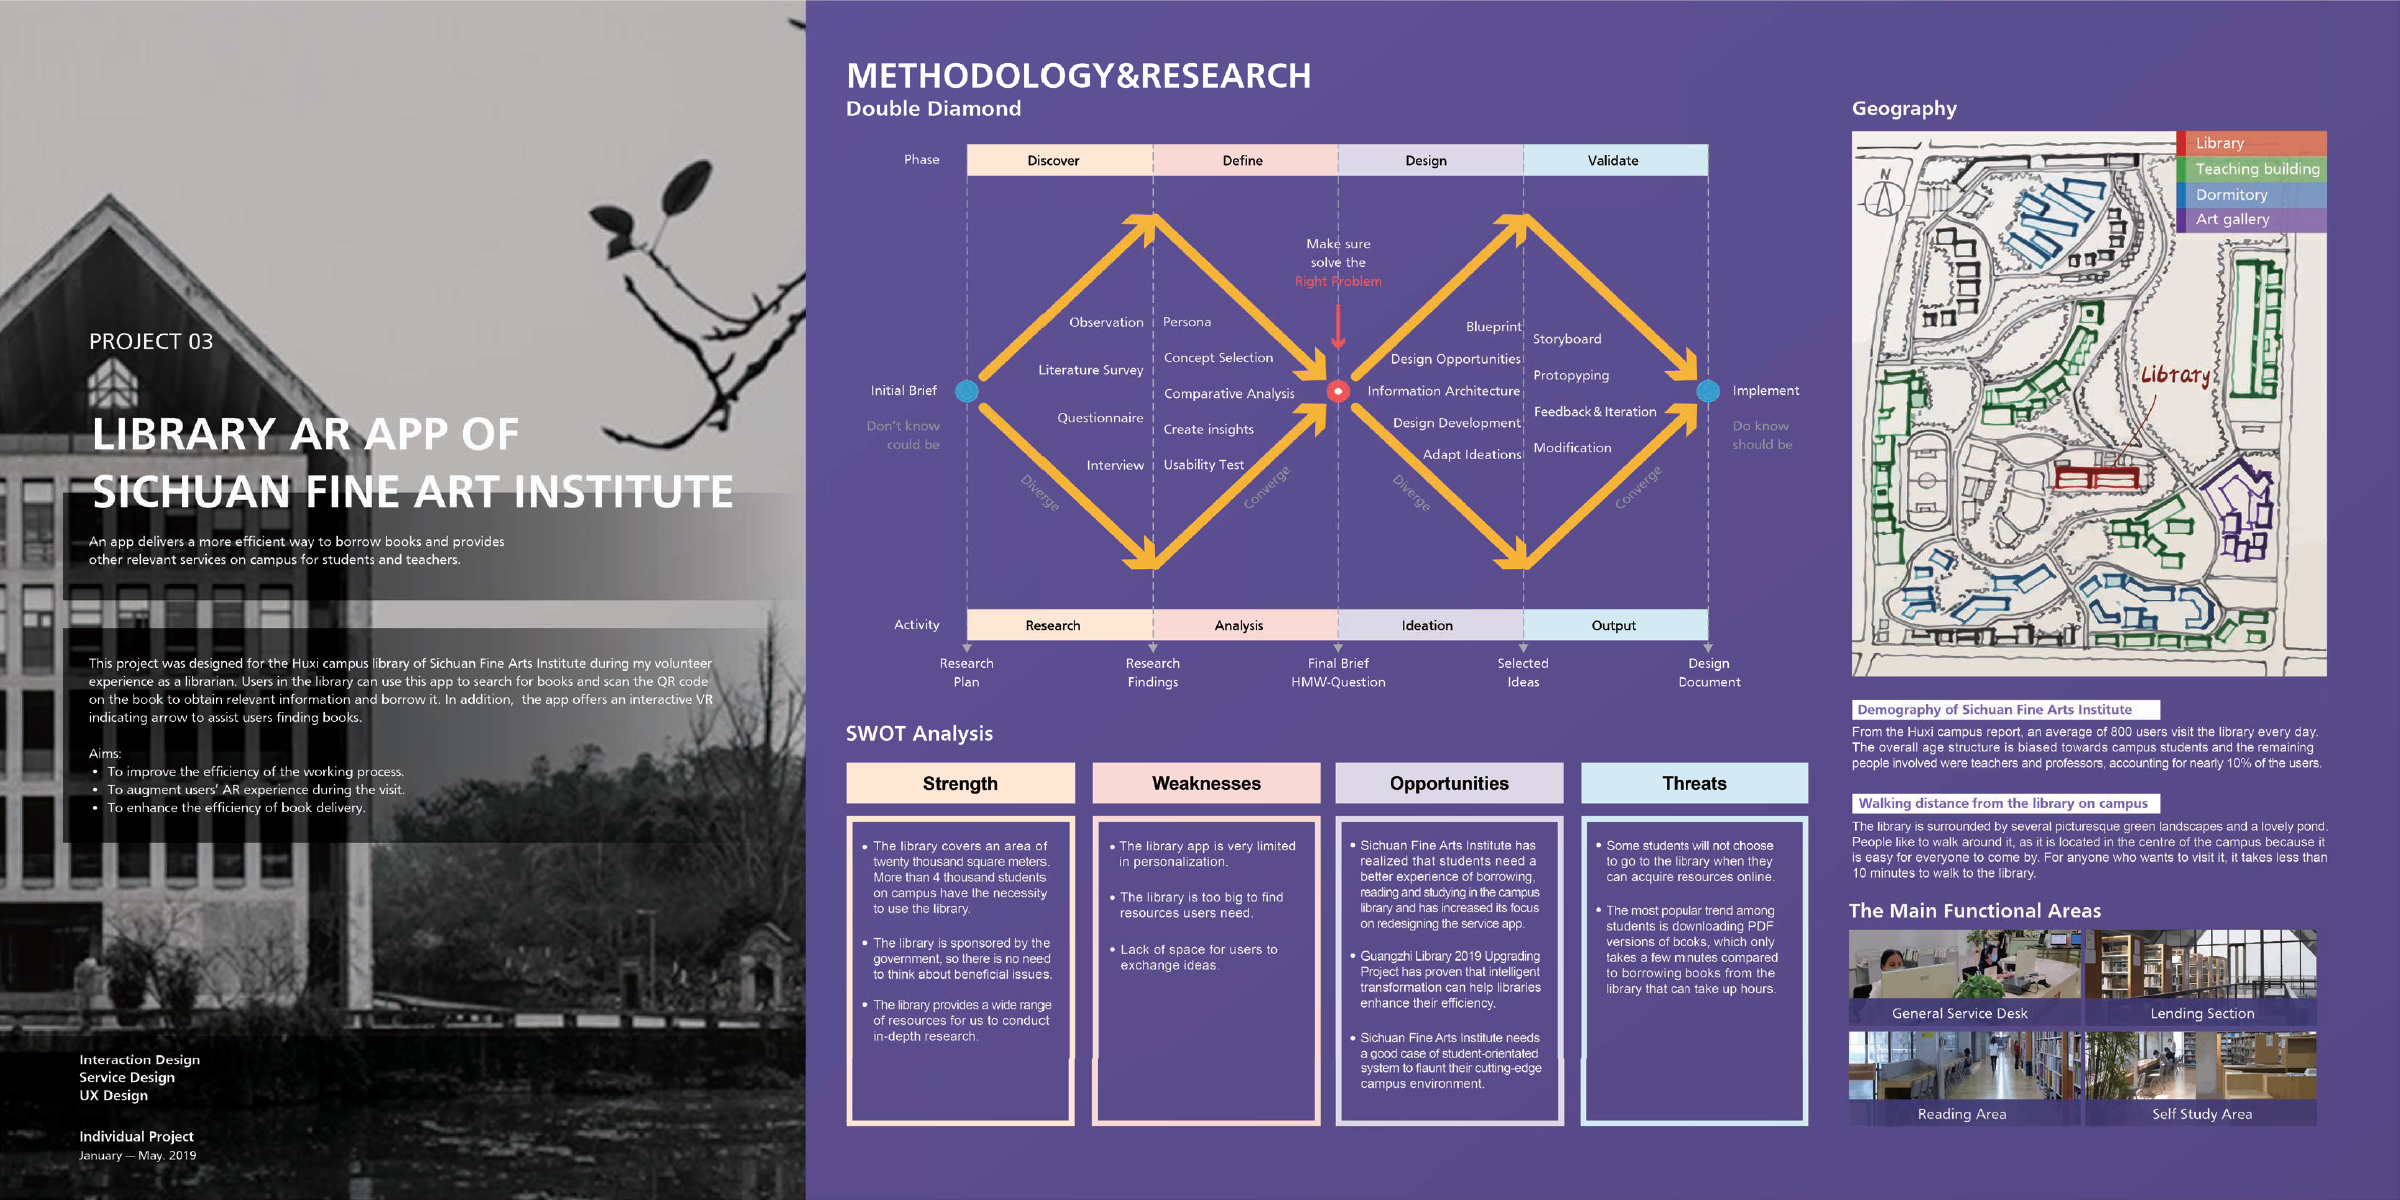 PROJECT 03
LIBRARY AR APP OF
SICHUAN FINE ART INSTITUTE
An app delivers a more efficient way to borrow books and provides
other relevant services on campus for students and teachers.
This project was designed for the Huxi campus library of Sichuan Fine Arts Institute during my volunteer
experience as a librarian. Users in the library can use this app to search for books and scan the QR code
on the book to obtain relevant information and borrow it. In addition, the app offers an interactive VR
indicating arrow to assist users finding books.
Aims:
• To improve the efficiency of the working process.
• To augment users' AR experience during the visit.
• To enhance the efficiency of book delivery.
Interaction Design
Service Design
UX Design
Individual Project
January — May. 2019
METHODOLOGY&RESEARCH
Double Diamond
Phase
Discover
Define
Design
Validate
Make sure
solve the
Right Problem
Observation
Literature Survey
Questionnaire
Interview
Persona
Concept Selection
Comparative Analysis
Create insights
Usability Test
Blueprint
Design Opportunities
Information Architecture
Design Development
Adapt Ideations
Storyboard
Protopyping
Feedback & Iteration
Modification
Initial Brief
Don't know
could be
Implement
Do know
should be
Diverge
Converge
Diverge
Converge
Activity
Research
Analysis
Ideation
Output
Research
Plan
Research
Findings
Final Brief
HMW-Question
Selected
Ideas
Design
Document
SWOT Analysis
Strength
• The library covers an area of
twenty thousand square meters.
More than 4 thousand students
on campus have the necessity
to use the library.
• The library is sponsored by the
government, so there is no need
to think about beneficial issues.
• The library provides a wide range
of resources for us to conduct
in-depth research.
Weaknesses
• The library app is very limited
in personalization.
• The library is too big to find
resources users need.
• Lack of space for users to
exchange ideas.
Opportunities
• Sichuan Fine Arts Institute has
realized that students need a
better experience of borrowing,
reading and studying in the campus
library and has increased its focus
on redesigning the service app.
• Guangzhi Library 2019 Upgrading
Project has proven that intelligent
transformation can help libraries
enhance their efficiency.
• Sichuan Fine Arts Institute needs
a good case of student-orientated
system to flaunt their cutting-edge
campus environment.
Threats
• Some students will not choose
to go to the library when they
can acquire resources online.
• The most popular trend among
students is downloading PDF
versions of books, which only
takes a few mnutes compared
to borrowing books from the
library that can take up hours.
Geography
Library
Teaching building
Dormitory
Art gallery
N
Library
Demography of Sichuan Fine Arts Institute
From the Huxi campus report, an average of 800 users visit the library every day.
The overall age structure is biased towards campus students and the remaining
people involved were teachers and professors, accounting for nearly 10% of the users.
Walking distance from the library on campus
The library is surrounded by several picturesque green landscapes and a lovely pond.
People like to walk around it, as it is located in the centre of the campus because it
is easy for everyone to come by. For anyone who wants to visit it, it takes less than
10 minutes to walk to the library.
The Main Functional Areas
General Service Desk
Lending Section
Reading Area
Self Study Area